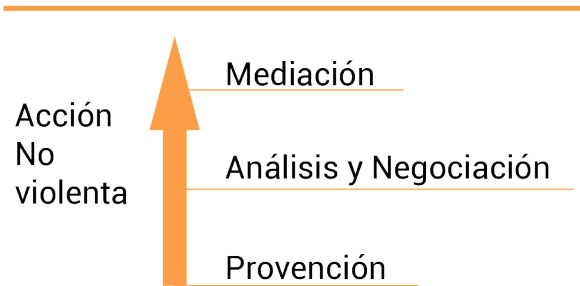 Acción
No
violenta
Mediación
Análisis y Negociación
Provención